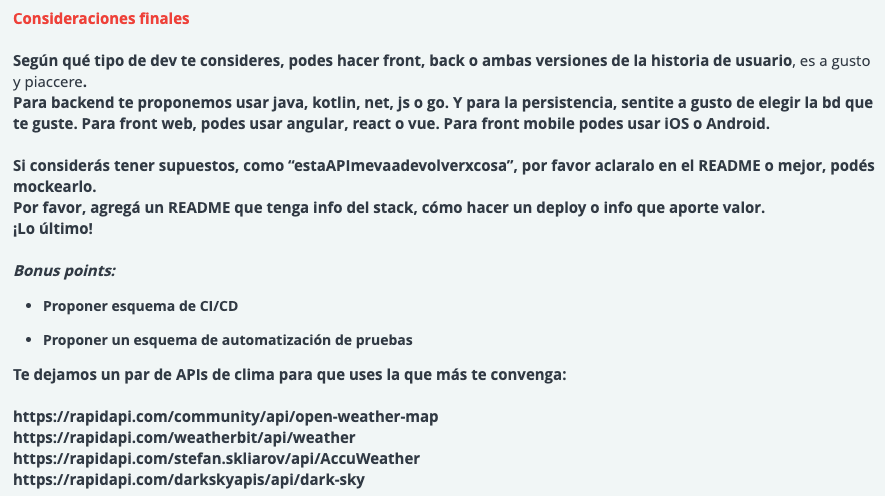 Consideraciones finales
Según qué tipo de dev te consideres, podes hacer front, back o ambas versiones de la historia de usuario, es a gusto
y piaccere.
Para backend te proponemos usar java, kotlin, net, js o go. Y para la persistencia, sentite a gusto de elegir la bd que
te guste. Para front web, podes usar angular, react o vue. Para front mobile podes usar iOS o Android.
Si considerás tener supuestos, como “estaAPImevaadevolverxcosa”, por favor aclaralo en el README o mejor, podés
mockearlo.
Por favor, agregá un README que tenga info del stack, cómo hacer un deploy o info que aporte valor.
¡Lo último!
Bonus points:
• Proponer esquema de CI/CD
• Proponer un esquema de automatización de pruebas
Te dejamos un par de APIs de clima para que uses la que más te convenga:
https://rapidapi.com/community/api/open-weather-map
https://rapidapi.com/weatherbit/api/weather
https://rapidapi.com/stefan.skliarov/api/AccuWeather
https://rapidapi.com/darkskyapis/api/dark-sky